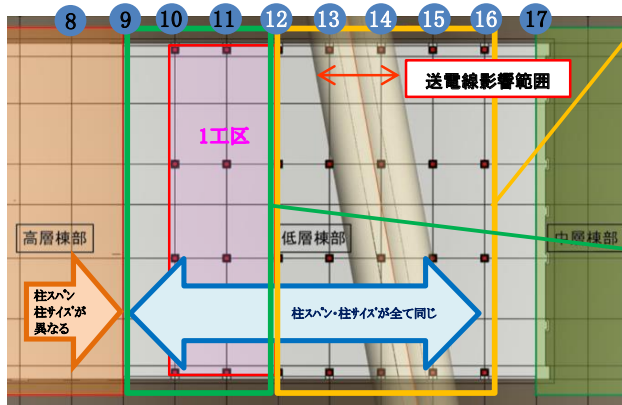 8 9 10 11 12 13 14 15 16 17
送電線影響範囲
1工区
高層棟部
低層棟部
中層棟部
柱スパン
柱サイズが
異なる
柱スパン・柱サイズが全て同じ